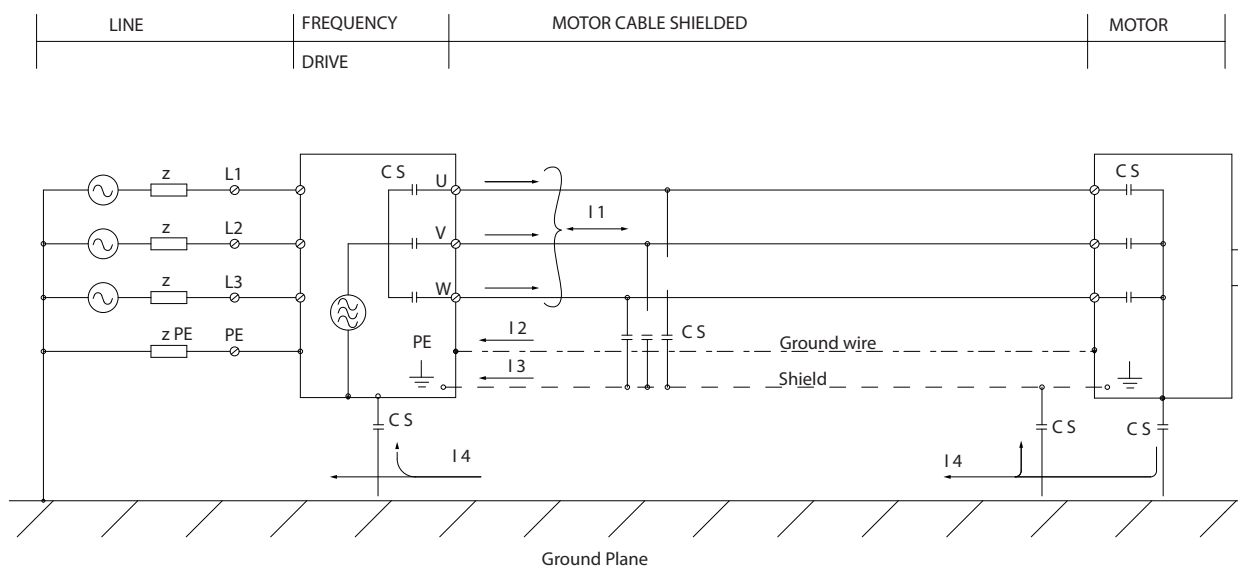 LINE
FREQUENCY
DRIVE
MOTOR CABLE SHIELDED
MOTOR
z
L1
C S
U
I 1
C S
z
L2
V
z
L3
W
C S
z PE
PE
PE
I 2
Ground wire
I 3
Shield
C S
I 4
I 4
C S
C S
Ground Plane